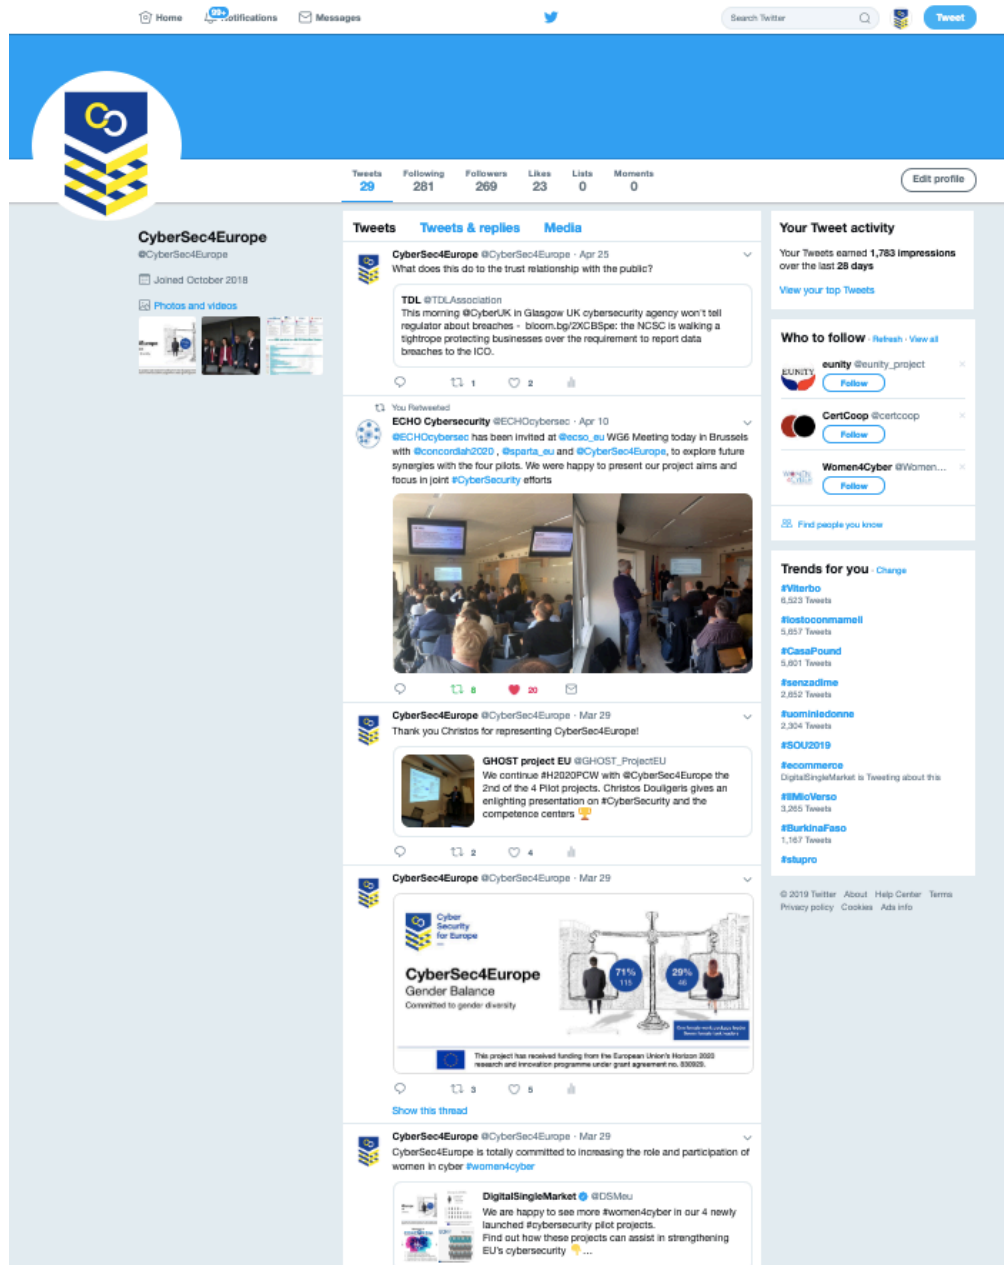 Home
99+
Notifications
Messages
Search Twitter
Tweet
Tweets
29
Following
281
Followers
269
Likes
23
Lists
0
Moments
0
Edit profile
CyberSec4Europe
@CyberSec4Europe
Joined October 2018
Photos and videos
Tweets
Tweets & replies
Media
CyberSec4Europe @CyberSec4Europe · Apr 25
What does this do to the trust relationship with the public?
TDL @TDLAssociation
This morning @CyberUK in Glasgow UK cybersecurity agency won't tell
regulator about breaches - bloom.bg/2XCBSpe: the NCSC is walking a
tightrope protecting businesses over the requirement to report data
breaches to the ICO.
1
2
You Retweeted
ECHO Cybersecurity @ECHOcybersec · Apr 10
@ECHOcybersec has been invited at @ecso_eu WG6 Meeting today in Brussels
with @concordiah2020 , @sparta_eu and @CyberSec4Europe, to explore future
synergies with the four pilots. We were happy to present our project aims and
focus in joint #CyberSecurity efforts
8
20
CyberSec4Europe @CyberSec4Europe · Mar 29
Thank you Christos for representing CyberSec4Europe!
GHOST project EU @GHOST_ProjectEU
We continue #H2020PCW with @CyberSec4Europe the
2nd of the 4 Pilot projects. Christos Douligeris gives an
enlighting presentation on #CyberSecurity and the
competence centers
2
4
CyberSec4Europe @CyberSec4Europe · Mar 29
Cyber
Security
for Europe
CyberSec4Europe
Gender Balance
Committed to gender diversity
71%
115
29%
46
This project has received funding from the European Union's Horizon 2020
research and innovation programme under grant agreement no. 830929.
3
5
Show this thread
CyberSec4Europe @CyberSec4Europe · Mar 29
CyberSec4Europe is totally committed to increasing the role and participation of
women in cyber #women4cyber
DigitalSingleMarket @DSMeu
We are happy to see more #women4cyber in our 4 newly
launched #cybersecurity pilot projects.
Find out how these projects can assist in strengthening
EU's cybersecurity ...
Your Tweet activity
Your Tweets earned 1,783 impressions
over the last 28 days
View your top Tweets
Who to follow · Refresh · View all
EUNITY
eunity @eunity_project
Follow
CertCoop @certcoop
Follow
Women4Cyber @Women...
Follow
Find people you know
Trends for you · Change
#Viterbo
6,523 Tweets
#iostoconmameli
5,657 Tweets
#CasaPound
5,601 Tweets
#senzadime
2,652 Tweets
#uominiedonne
2,304 Tweets
#SOU2019
#ecommerce
DigitalSingleMarket is Tweeting about this
#IlMioVerso
3,265 Tweets
#BurkinaFaso
1,167 Tweets
#stupro
© 2019 Twitter About Help Center Terms
Privacy policy Cookies Ads info